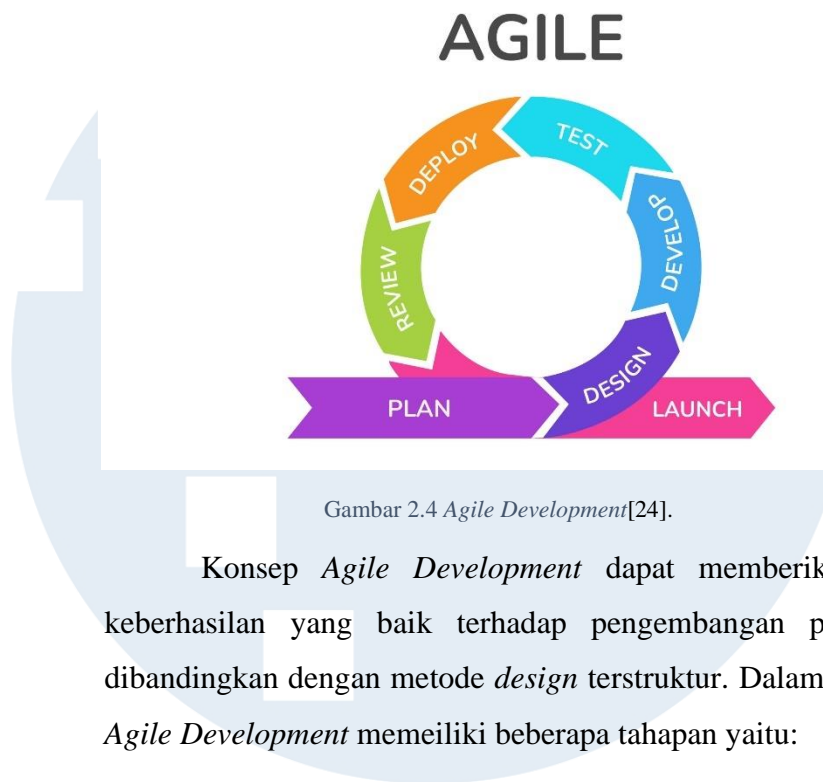 AGILE
TEST
DEPLOY
DEVELOP
REVIEW
DESIGN
PLAN
LAUNCH
Gambar 2.4 Agile Development[24].
Konsep Agile Development dapat memberik
keberhasilan yang baik terhadap pengembangan p
dibandingkan dengan metode design terstruktur. Dalam
Agile Development memeiliki beberapa tahapan yaitu: